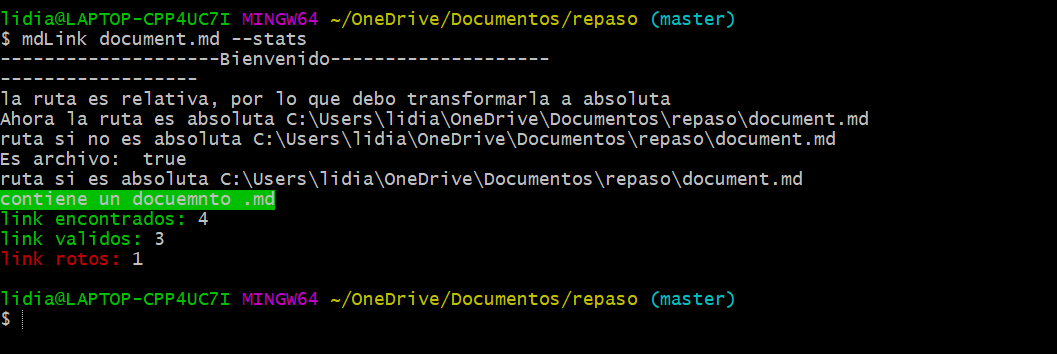 lidia@LAPTOP-CPP4UC7I MINGW64 ~/OneDrive/Documentos/repaso (master)
$ mdLink document.md --stats
--------------------Bienvenido--------------------
------------------
la ruta es relativa, por lo que debo transformarla a absoluta
Ahora la ruta es absoluta C:\Users\lidia\OneDrive\Documentos\repaso\document.md
ruta si no es absoluta C:\Users\lidia\OneDrive\Documentos\repaso\document.md
Es archivo:  true
ruta si es absoluta C:\Users\lidia\OneDrive\Documentos\repaso\document.md
contiene un docuemnto .md
link encontrados: 4
link validos: 3
link rotos: 1
lidia@LAPTOP-CPP4UC7I MINGW64 ~/OneDrive/Documentos/repaso (master)
$